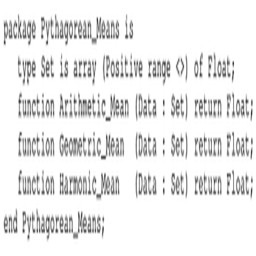 package Pythagorean_Means is
   type Set is array (Positive range <>) of Float;
   function Arithmetic_Mean (Data : Set) return Float;
   function Geometric_Mean  (Data : Set) return Float;
   function Harmonic_Mean   (Data : Set) return Float;
end Pythagorean_Means;